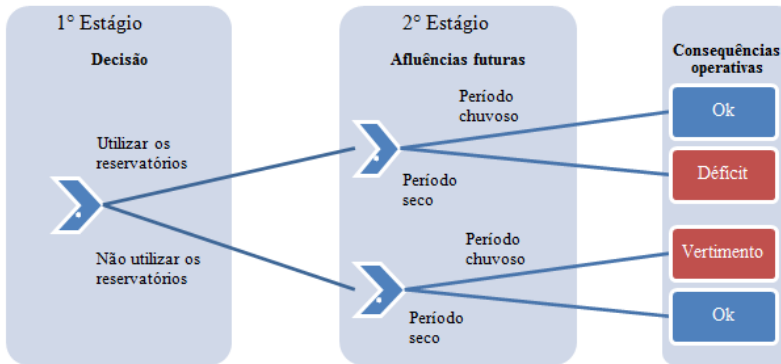 1° Estágio
Decisão
Utilizar os
reservatórios
Não utilizar os
reservatórios
2° Estágio
Afluências futuras
Período
chuvoso
Período
seco
Período
chuvoso
Período
seco
Consequências
operativas
Ok
Déficit
Vertimento
Ok